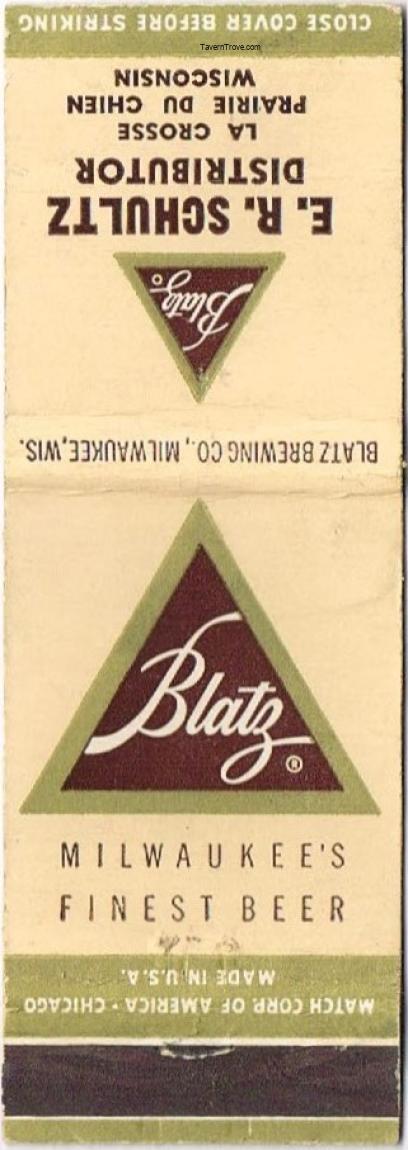 CLOSE COVER BEFORE STRIKING
TavernTrove.com
E. R. SCHULTZ
DISTRIBUTOR
LA CROSSE
PRAIRIE DU CHIEN
WISCONSIN
Blatz
BLATZ BREWING CO., MILWAUKEE, WIS.
Blatz ®
MILWAUKEE'S
FINEST BEER
MATCH CORP. OF AMERICA · CHICAGO
MADE IN U.S.A.